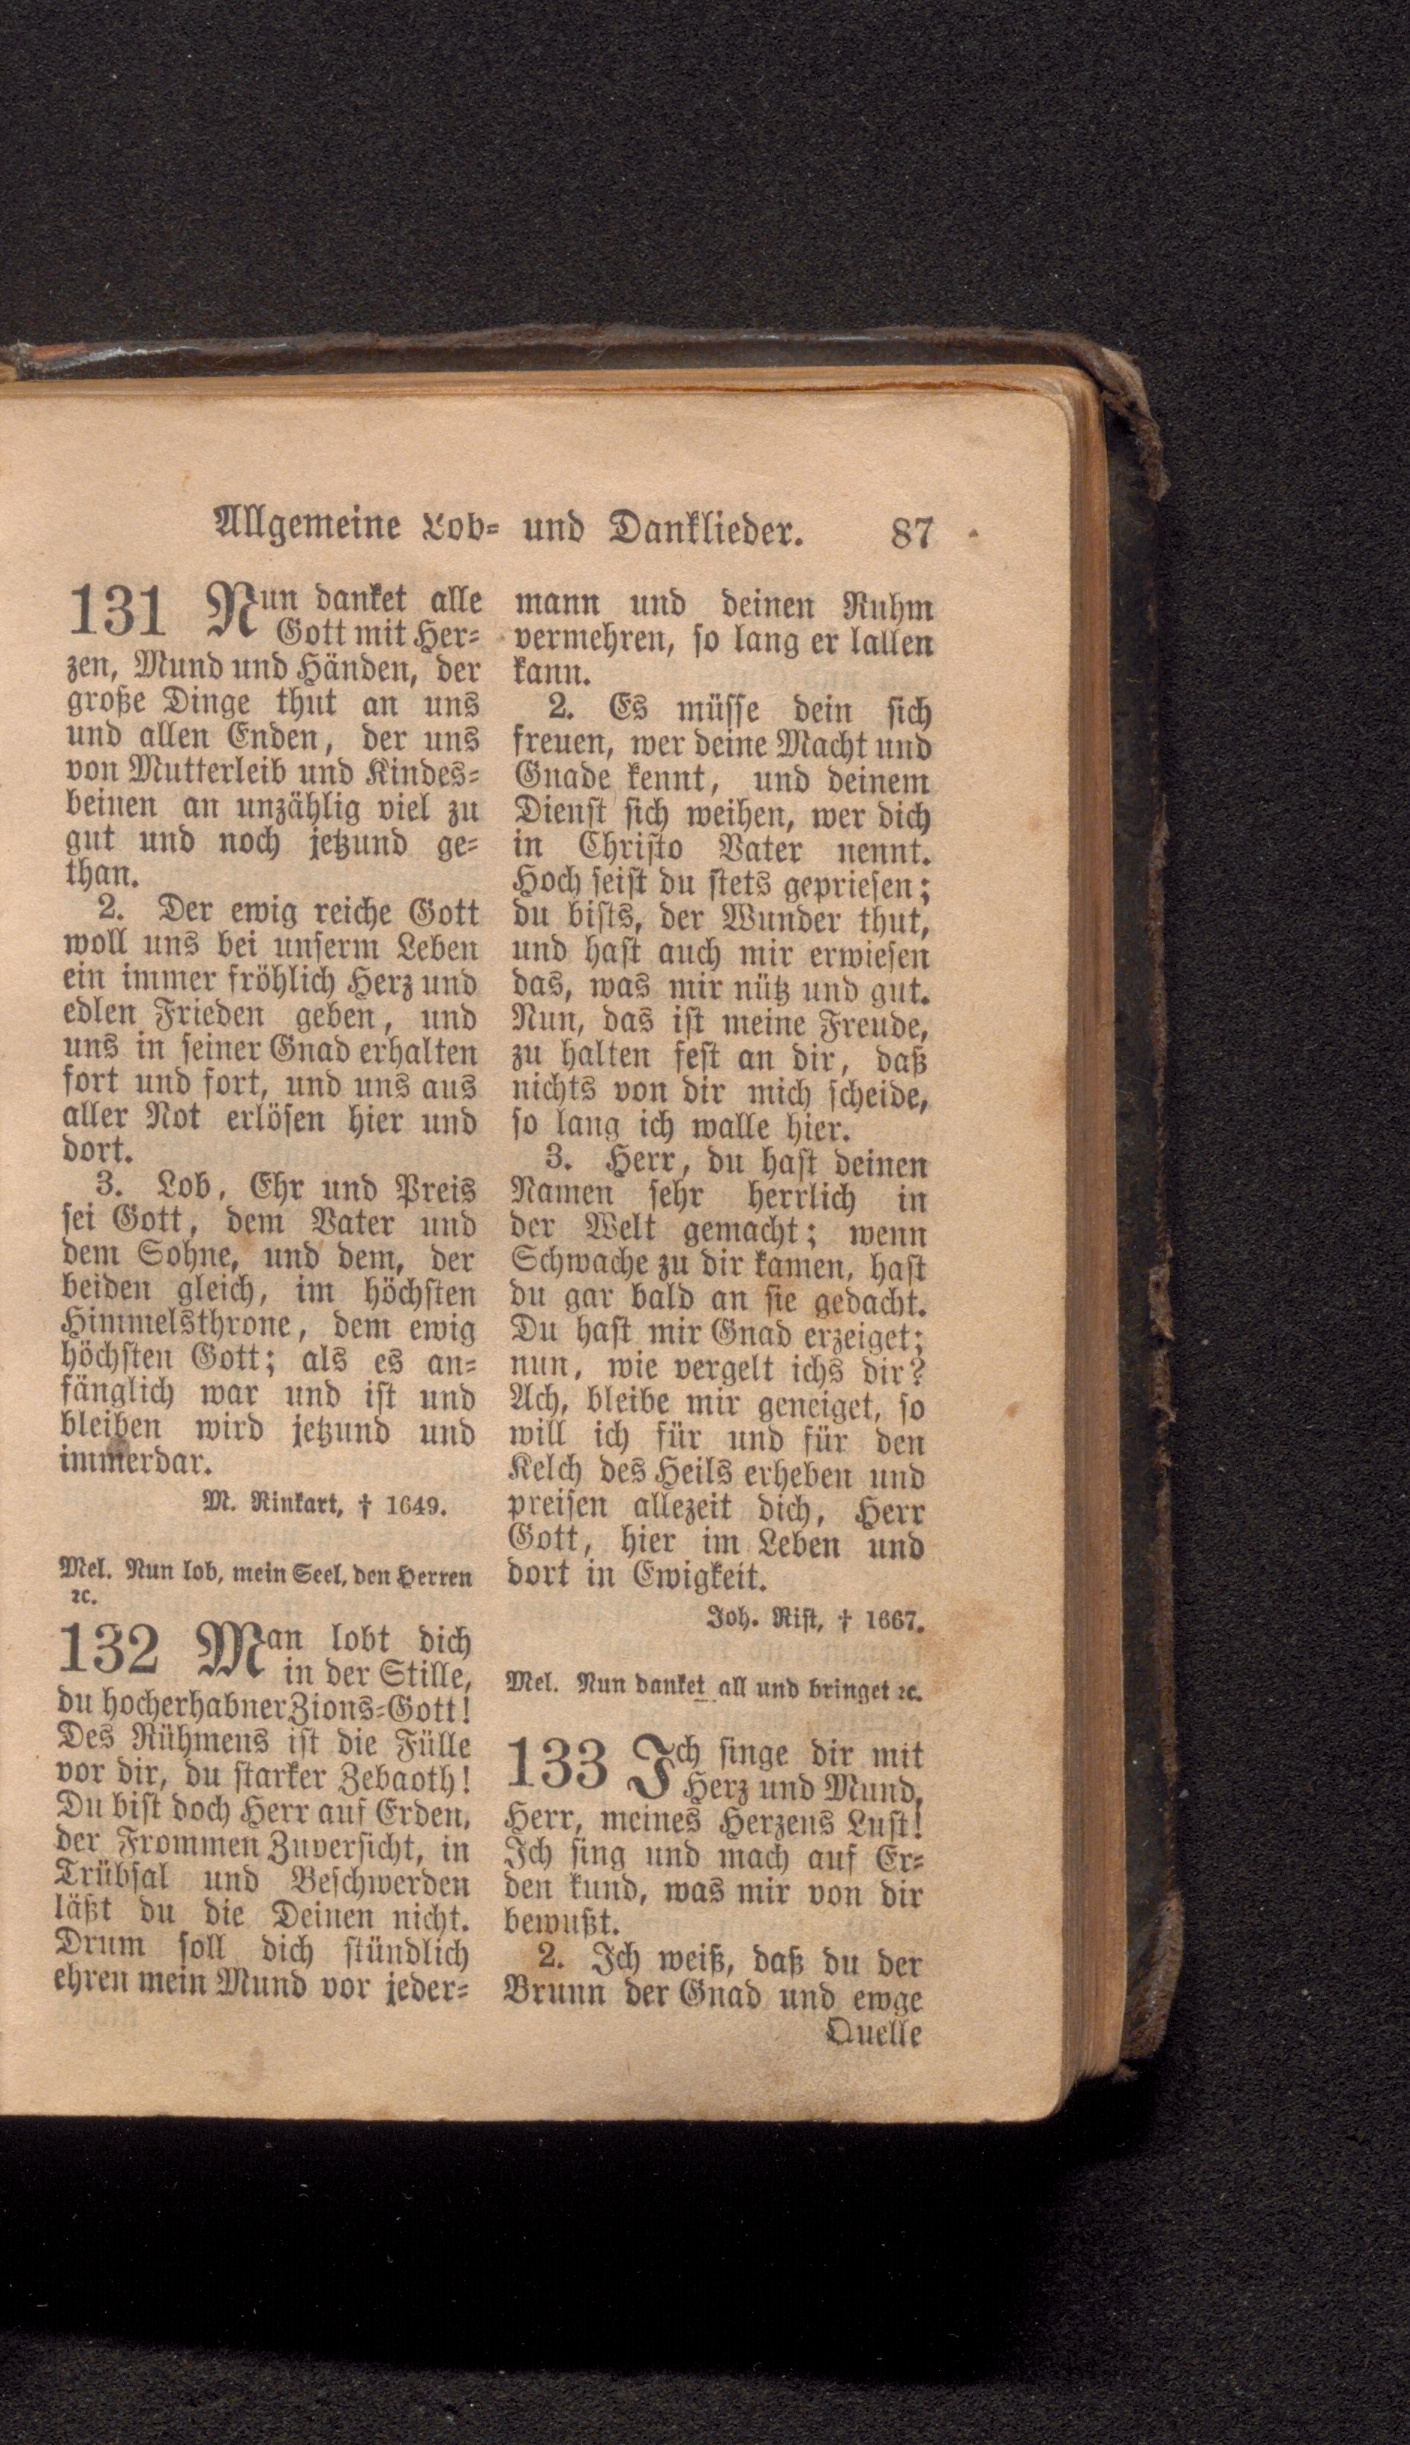 Allgemeine Lob- und Danklieder. 87
131 Nun danket alle
Gott mit Her-
zen, Mund und Händen, der
große Dinge thut an uns
und allen Enden, der uns
von Mutterleib und Kindes-
beinen an unzählig viel zu
gut und noch jetzund ge-
than.
2. Der ewig reiche Gott
woll uns bei unserm Leben
ein immer fröhlich Herz und
edlen Frieden geben, und
uns in seiner Gnad erhalten
fort und fort, und uns aus
aller Not erlösen hier und
dort.
3. Lob, Ehr und Preis
sei Gott, dem Vater und
dem Sohne, und dem, der
beiden gleich, im höchsten
Himmelsthrone, dem ewig
höchsten Gott; als es an-
fänglich war und ist und
bleiben wird jetzund und
immerdar.
M. Rinkart, † 1649.
Mel. Nun lob, mein Seel, den Herren
ꝛc.
132 Man lobt dich
in der Stille,
du hocherhabner Zions-Gott!
Des Rühmens ist die Fülle
vor dir, du starker Zebaoth!
Du bist doch Herr auf Erden,
der Frommen Zuversicht, in
Trübsal und Beschwerden
läßt du die Deinen nicht.
Drum soll dich stündlich
ehren mein Mund vor jeder-
mann und deinen Ruhm
vermehren, so lang er lallen
kann.
2. Es müsse dein sich
freuen, wer deine Macht und
Gnade kennt, und deinem
Dienst sich weihen, wer dich
in Christo Vater nennt.
Hoch seist du stets gepriesen;
du bists, der Wunder thut,
und hast auch mir erwiesen
das, was mir nütz und gut.
Nun, das ist meine Freude,
zu halten fest an dir, daß
nichts von dir mich scheide,
so lang ich walle hier.
3. Herr, du hast deinen
Namen sehr herrlich in
der Welt gemacht; wenn
Schwache zu dir kamen, hast
du gar bald an sie gedacht.
Du hast mir Gnad erzeiget;
nun, wie vergelt ichs dir?
Ach, bleibe mir geneiget, so
will ich für und für den
Kelch des Heils erheben und
preisen allezeit dich, Herr
Gott, hier im Leben und
dort in Ewigkeit.
Joh. Rist, † 1667.
Mel. Nun danket all und bringet ꝛc.
133 Ich singe dir mit
Herz und Mund,
Herr, meines Herzens Lust!
Ich sing und mach auf Er-
den kund, was mir von dir
bewußt.
2. Ich weiß, daß du der
Brunn der Gnad und ewge
Quelle